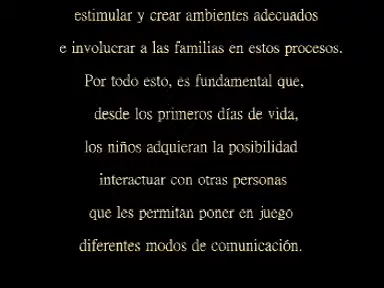 estimular y crear ambientes adecuados
e involucrar a las familias en estos procesos.
Por todo esto, es fundamental que,
desde los primeros días de vida,
los niños adquieran la posibilidad
interactuar con otras personas
que les permitan poner en juego
diferentes modos de comunicación.